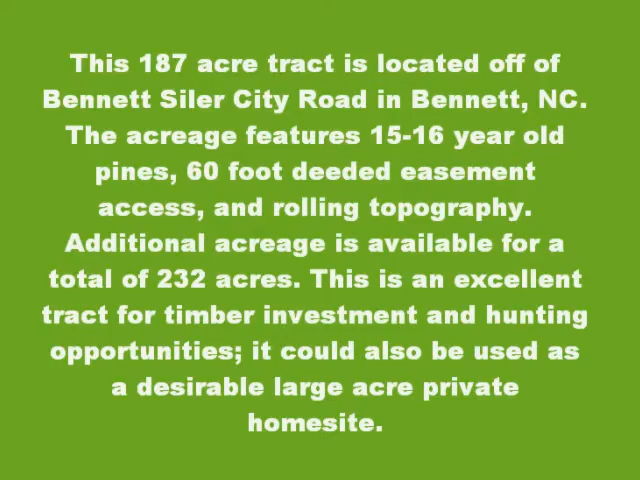 This 187 acre tract is located off of
Bennett Siler City Road in Bennett, NC.
The acreage features 15-16 year old
pines, 60 foot deeded easement
access, and rolling topography.
Additional acreage is available for a
total of 232 acres. This is an excellent
tract for timber investment and hunting
opportunities; it could also be used as
a desirable large acre private
homesite.